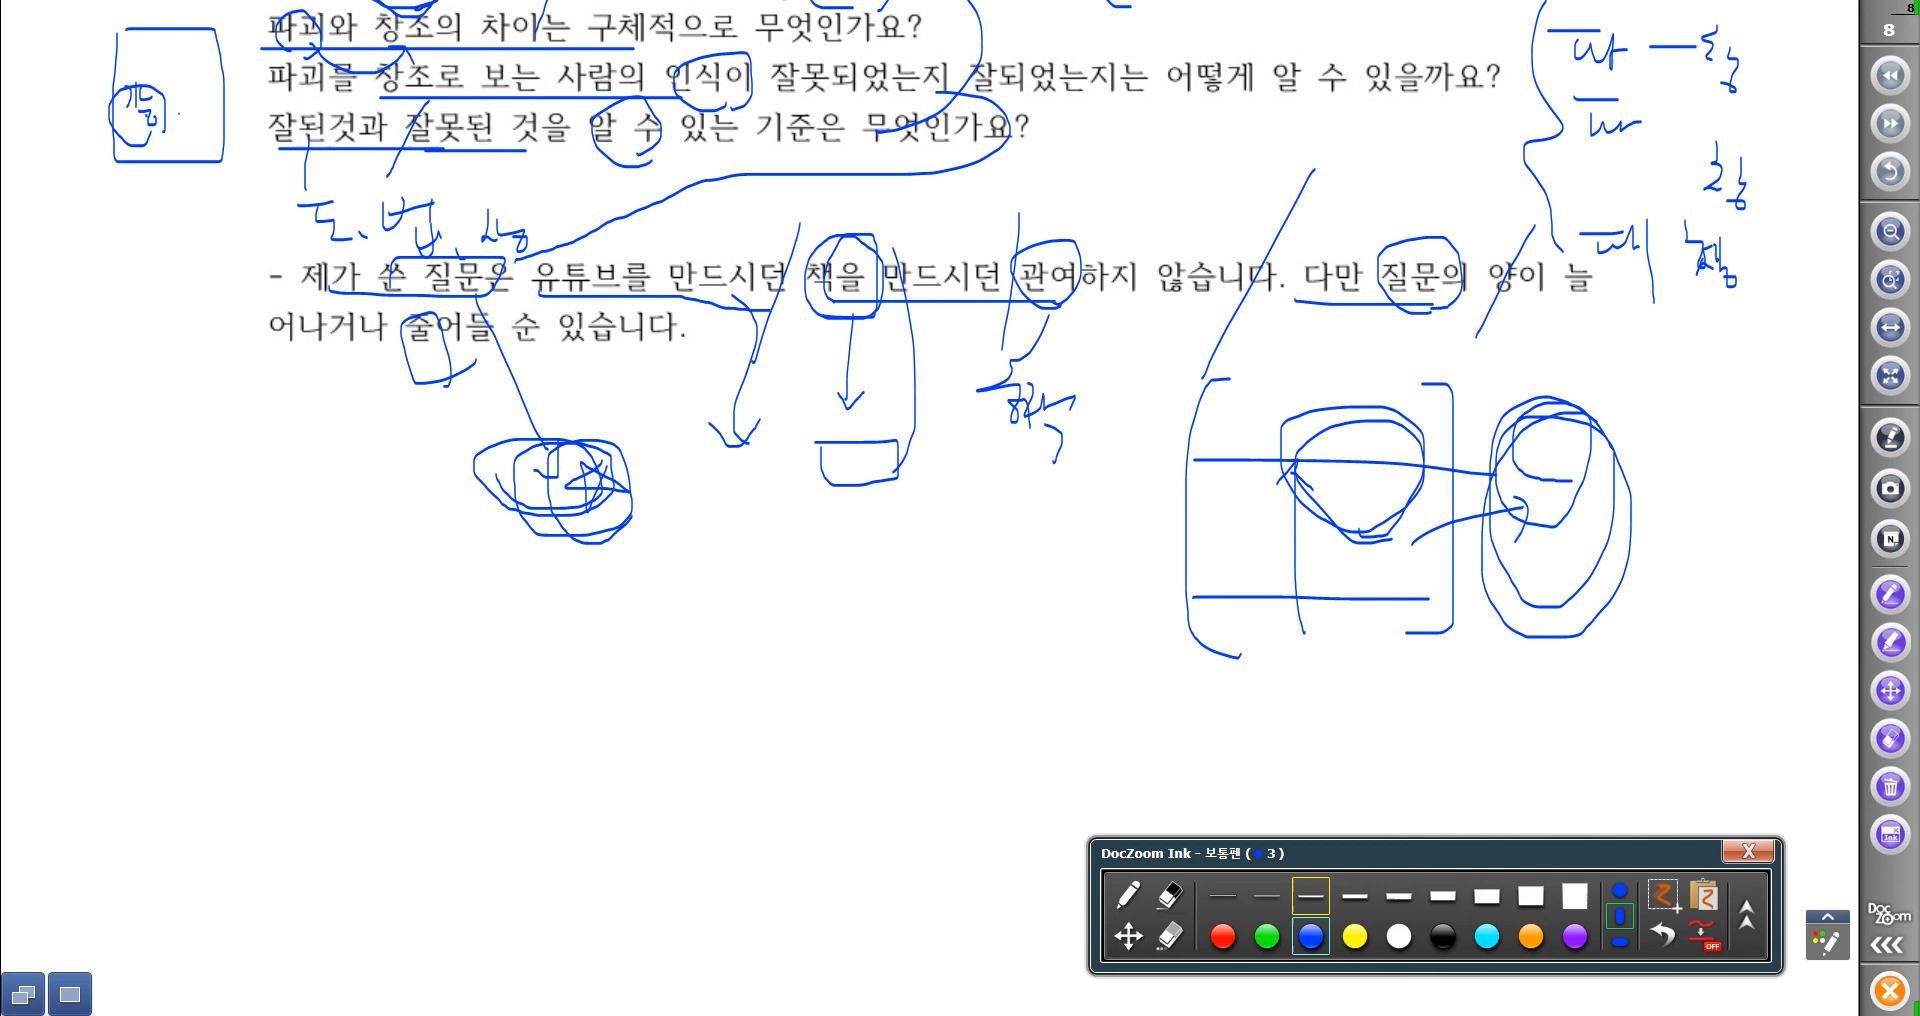 8
8
파괴와 창조의 차이는 구체적으로 무엇인가요?
파괴를 창조로 보는 사람의 인식이 잘못되었는지 잘되었는지는 어떻게 알 수 있을까요?
잘된것과 잘못된 것을 알 수 있는 기준은 무엇인가요?
- 제가 쓴 질문은 유튜브를 만드시던 책을 만드시던 관여하지 않습니다. 다만 질문의 양이 늘
어나거나 줄어들 순 있습니다.
N
Ink
DocZoom Ink - 보통펜 ( 3 )
X
OFF
Doc
Zoom